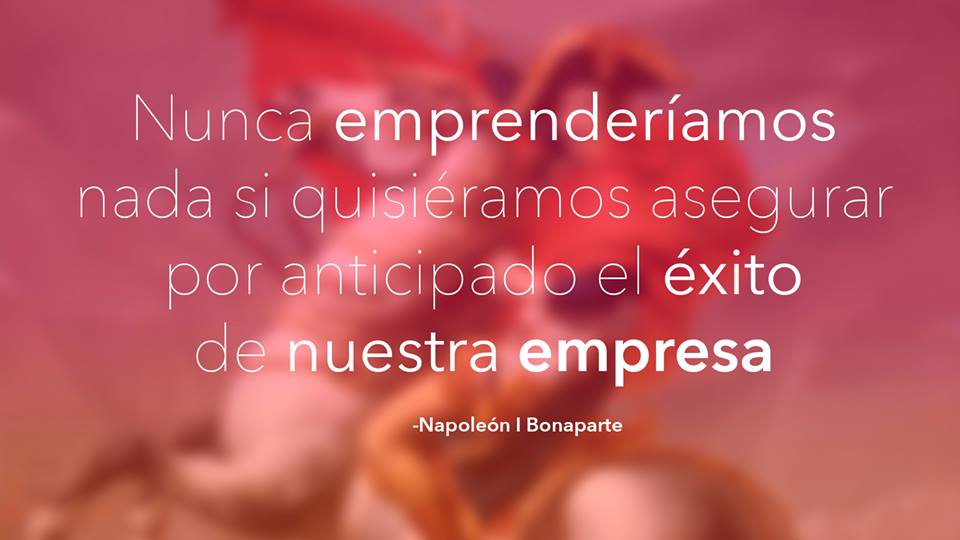 Nunca emprenderíamos
nada si quisiéramos asegurar
por anticipado el éxito
de nuestra empresa
-Napoleón I Bonaparte